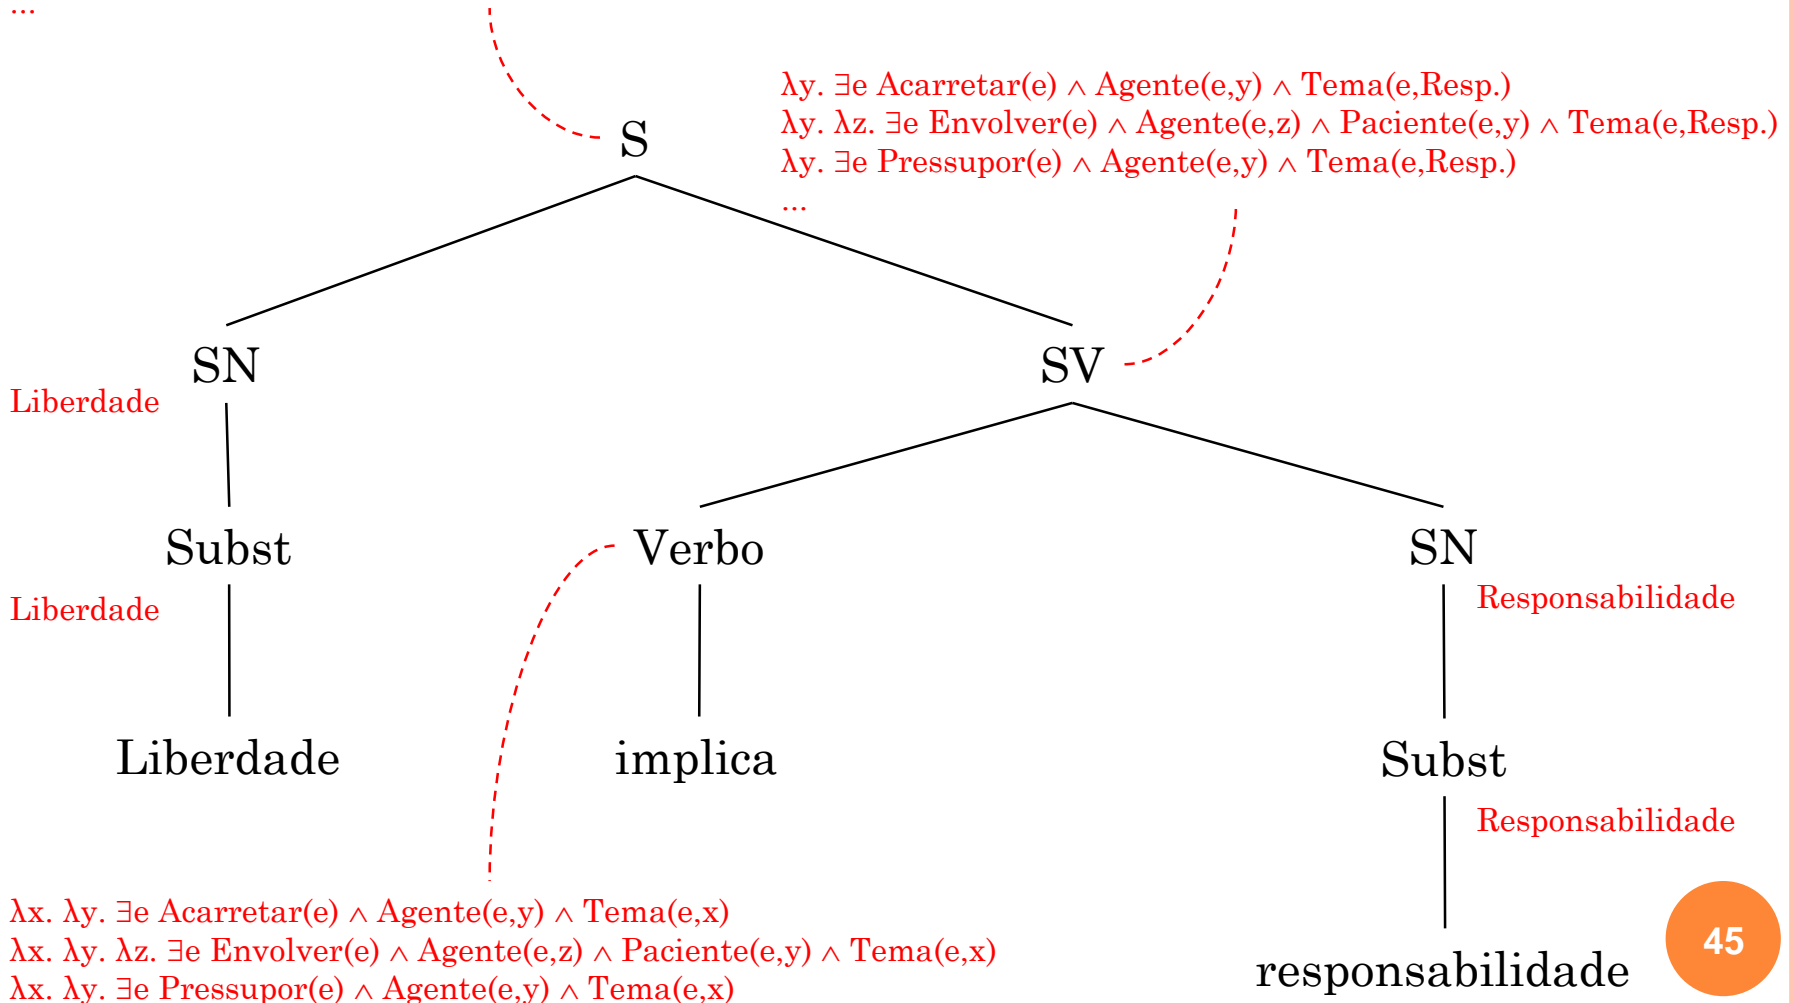 ...
λy. ∃e Acarretar(e) ∧ Agente(e,y) ∧ Tema(e,Resp.)
λy. λz. ∃e Envolver(e) ∧ Agente(e,z) ∧ Paciente(e,y) ∧ Tema(e,Resp.)
λy. ∃e Pressupor(e) ∧ Agente(e,y) ∧ Tema(e,Resp.)
...
S
SN
SV
Liberdade
Subst
Verbo
SN
Liberdade
Responsabilidade
Liberdade
implica
Subst
Responsabilidade
λx. λy. ∃e Acarretar(e) ∧ Agente(e,y) ∧ Tema(e,x)
λx. λy. λz. ∃e Envolver(e) ∧ Agente(e,z) ∧ Paciente(e,y) ∧ Tema(e,x)
λx. λy. ∃e Pressupor(e) ∧ Agente(e,y) ∧ Tema(e,x)
responsabilidade
45